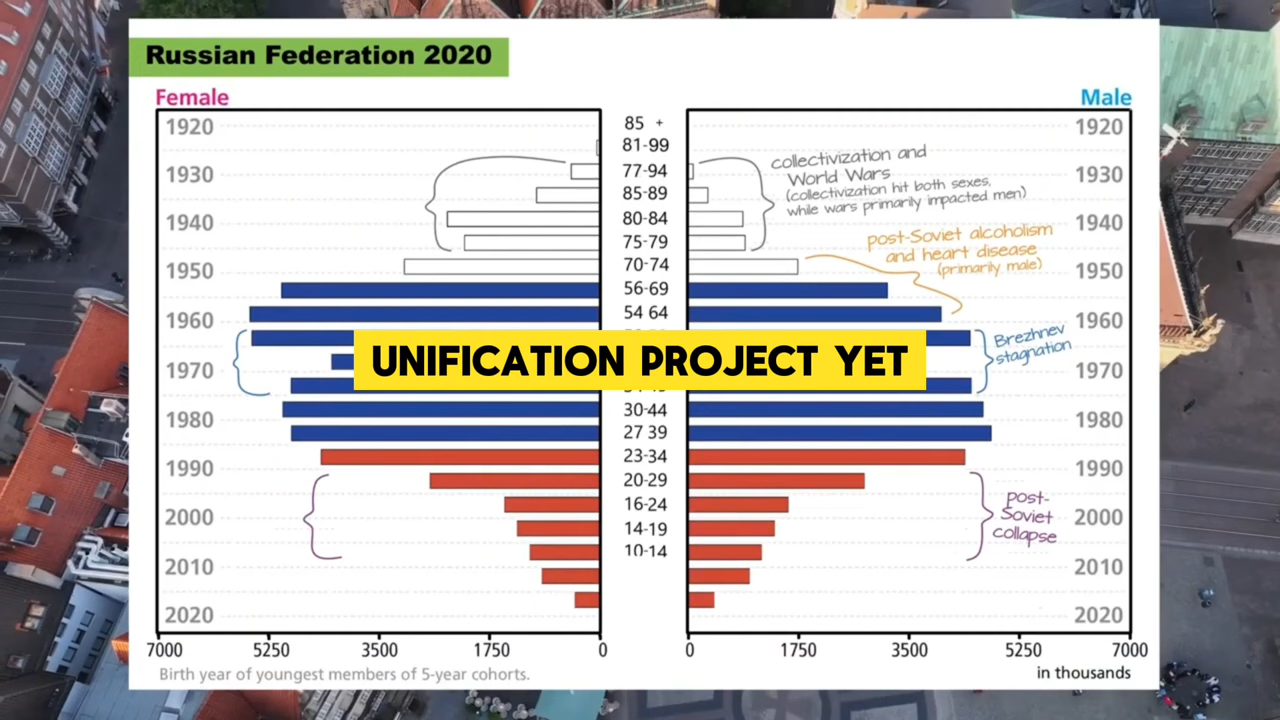 Russian Federation 2020
Female
Male
85 +
1920
1920
81-99
77-94
1930
1930
collectivization and
World Wars
(collectivization hit both sexes,
while wars primarily impacted men)
85-89
80-84
1940
1940
75-79
post-Soviet alcoholism
and heart disease
(primarily male)
70-74
1950
1950
56-69
54 64
1960
1960
Brezhnev
stagnation
UNIFICATION PROJECT YET
1970
1970
30-44
1980
1980
27 39
23-34
1990
1990
20-29
16-24
post-
Soviet
collapse
2000
2000
14-19
10-14
2010
2010
2020
2020
7000 5250 3500 1750 0
0 1750 3500 5250 7000
Birth year of youngest members of 5-year cohorts.
in thousands